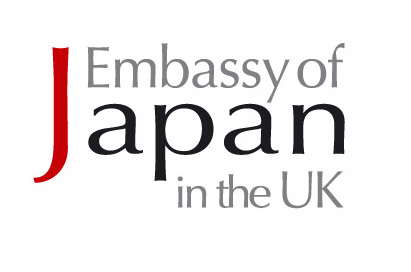 Embassy of
Japan
in the UK